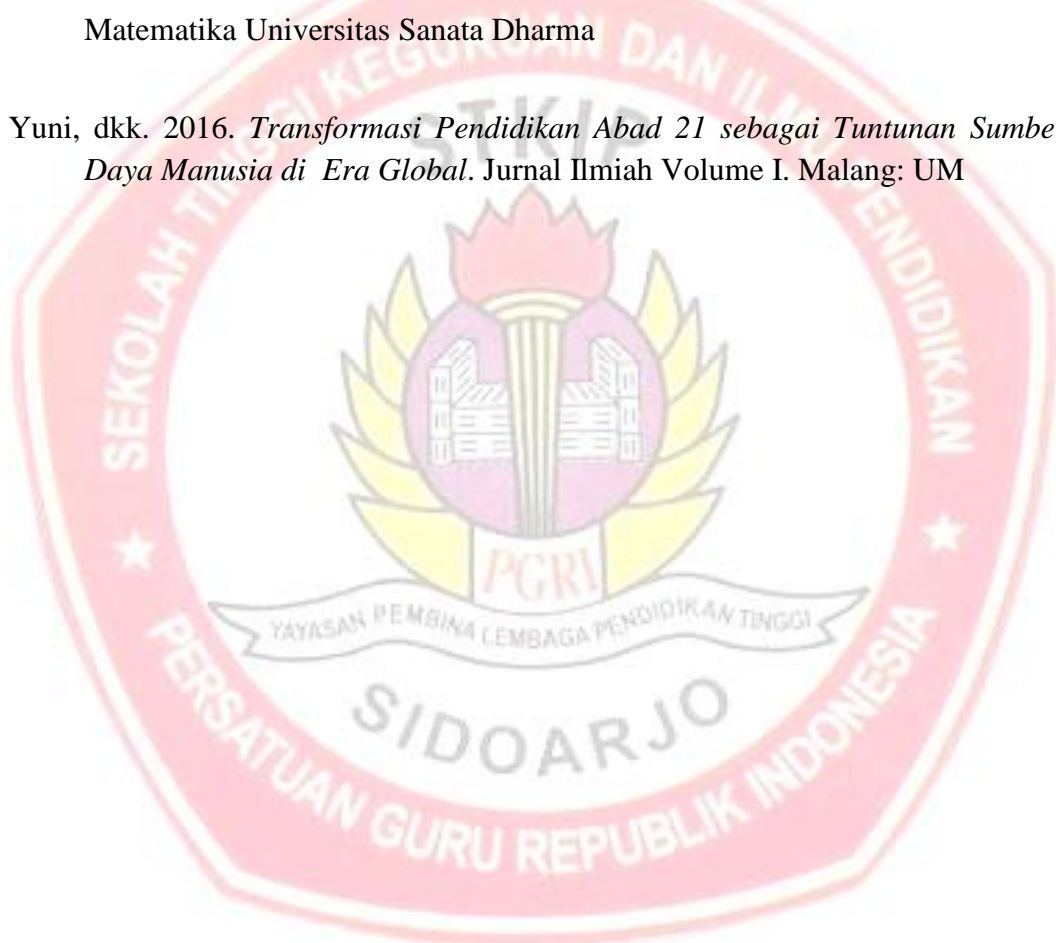 Matematika Universitas Sanata Dharma
Yuni, dkk. 2016. Transformasi Pendidikan Abad 21 sebagai Tuntunan Sumbe
Daya Manusia di Era Global. Jurnal Ilmiah Volume I. Malang: UM
SEKOLAH TINGGI KEGURUAN DAN ILMU PENDIDIKAN
STKIP
PGRI
YAYASAN PEMBINA LEMBAGA PENDIDIKAN TINGGI
SIDOARJO
PERSATUAN GURU REPUBLIK INDONESIA